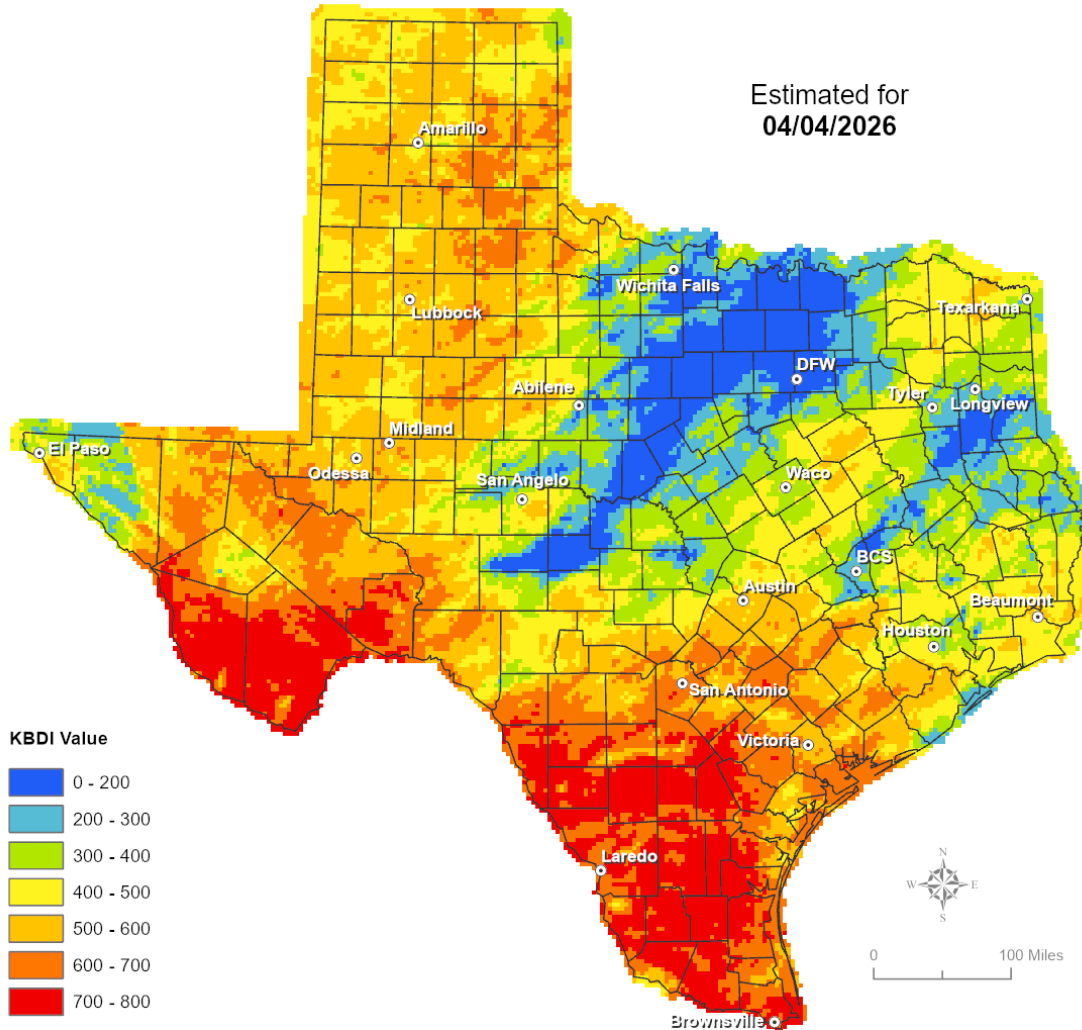 Estimated for
04/04/2026
Amarillo
Wichita Falls
Texarkana
Lubbock
DFW
Abilene
Tyler
Longview
Midland
El Paso
Odessa
San Angelo
Waco
BCS
Austin
Beaumont
Houston
San Antonio
Victoria
KBDI Value
0 - 200
200 - 300
300 - 400
400 - 500
500 - 600
600 - 700
700 - 800
Laredo
N
W E
S
0 100 Miles
Brownsville